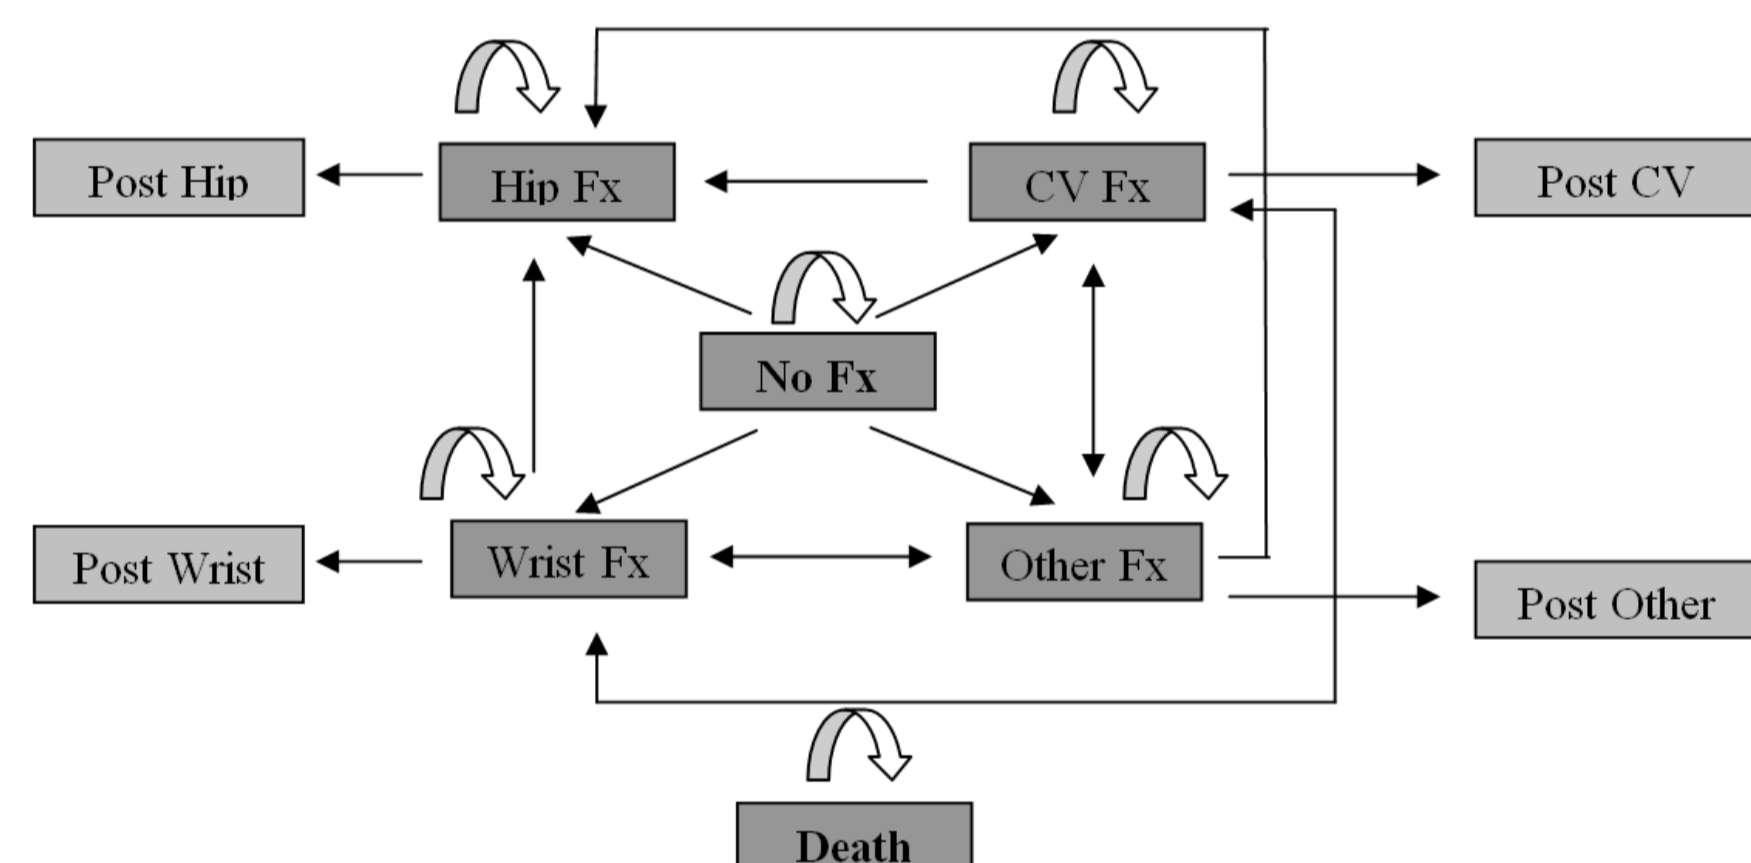 Post Hip
Hip Fx
CV Fx
Post CV
No Fx
Post Wrist
Wrist Fx
Other Fx
Post Other
Death